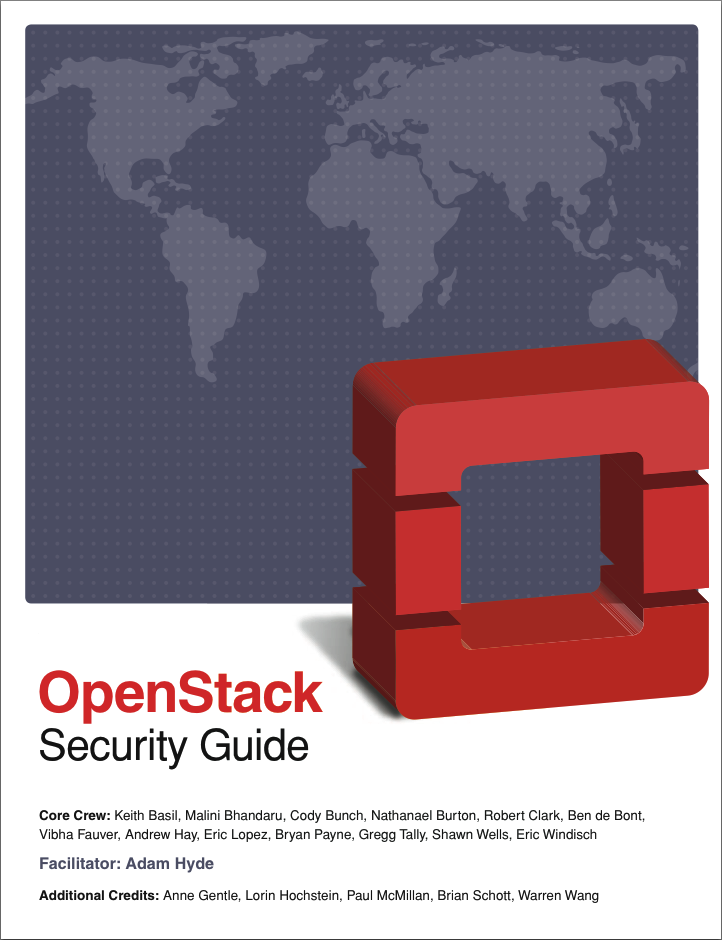 OpenStack
Security Guide
Core Crew: Keith Basil, Malini Bhandaru, Cody Bunch, Nathanael Burton, Robert Clark, Ben de Bont,
Vibha Fauver, Andrew Hay, Eric Lopez, Bryan Payne, Gregg Tally, Shawn Wells, Eric Windisch
Facilitator: Adam Hyde
Additional Credits: Anne Gentle, Lorin Hochstein, Paul McMillan, Brian Schott, Warren Wang